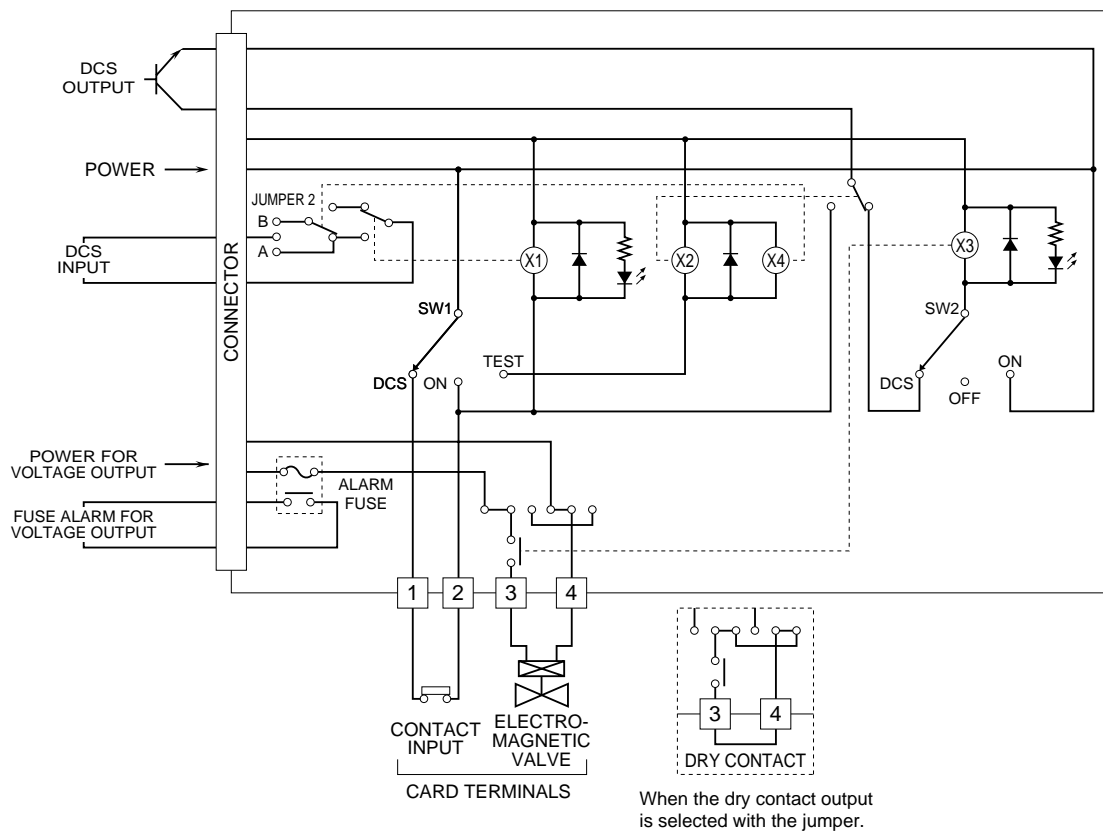 DCS
OUTPUT
POWER
JUMPER 2
B
A
DCS
INPUT
CONNECTOR
X1
X2
X4
X3
SW1
DCS
ON
TEST
SW2
DCS
OFF
ON
POWER FOR
VOLTAGE OUTPUT
ALARM
FUSE
FUSE ALARM FOR
VOLTAGE OUTPUT
1
2
3
4
CONTACT
INPUT
ELECTRO-
MAGNETIC
VALVE
CARD TERMINALS
3
4
DRY CONTACT
When the dry contact output
is selected with the jumper.